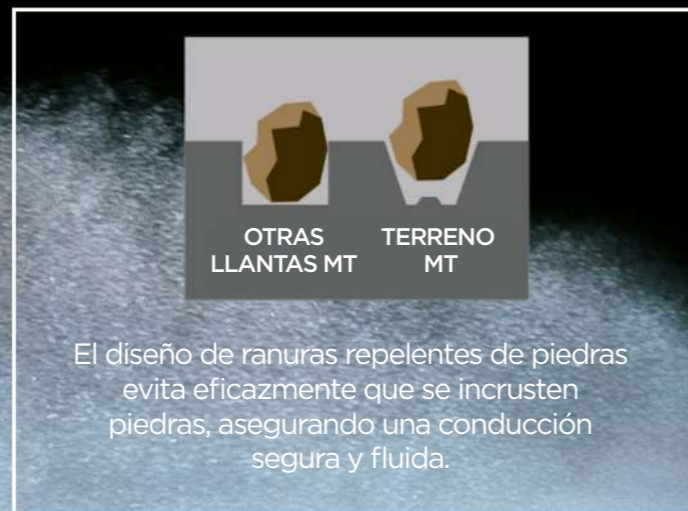 OTRAS
LLANTAS MT
TERRENO
MT
El diseño de ranuras repelentes de piedras
evita eficazmente que se incrusten
piedras, asegurando una conducción
segura y fluida.